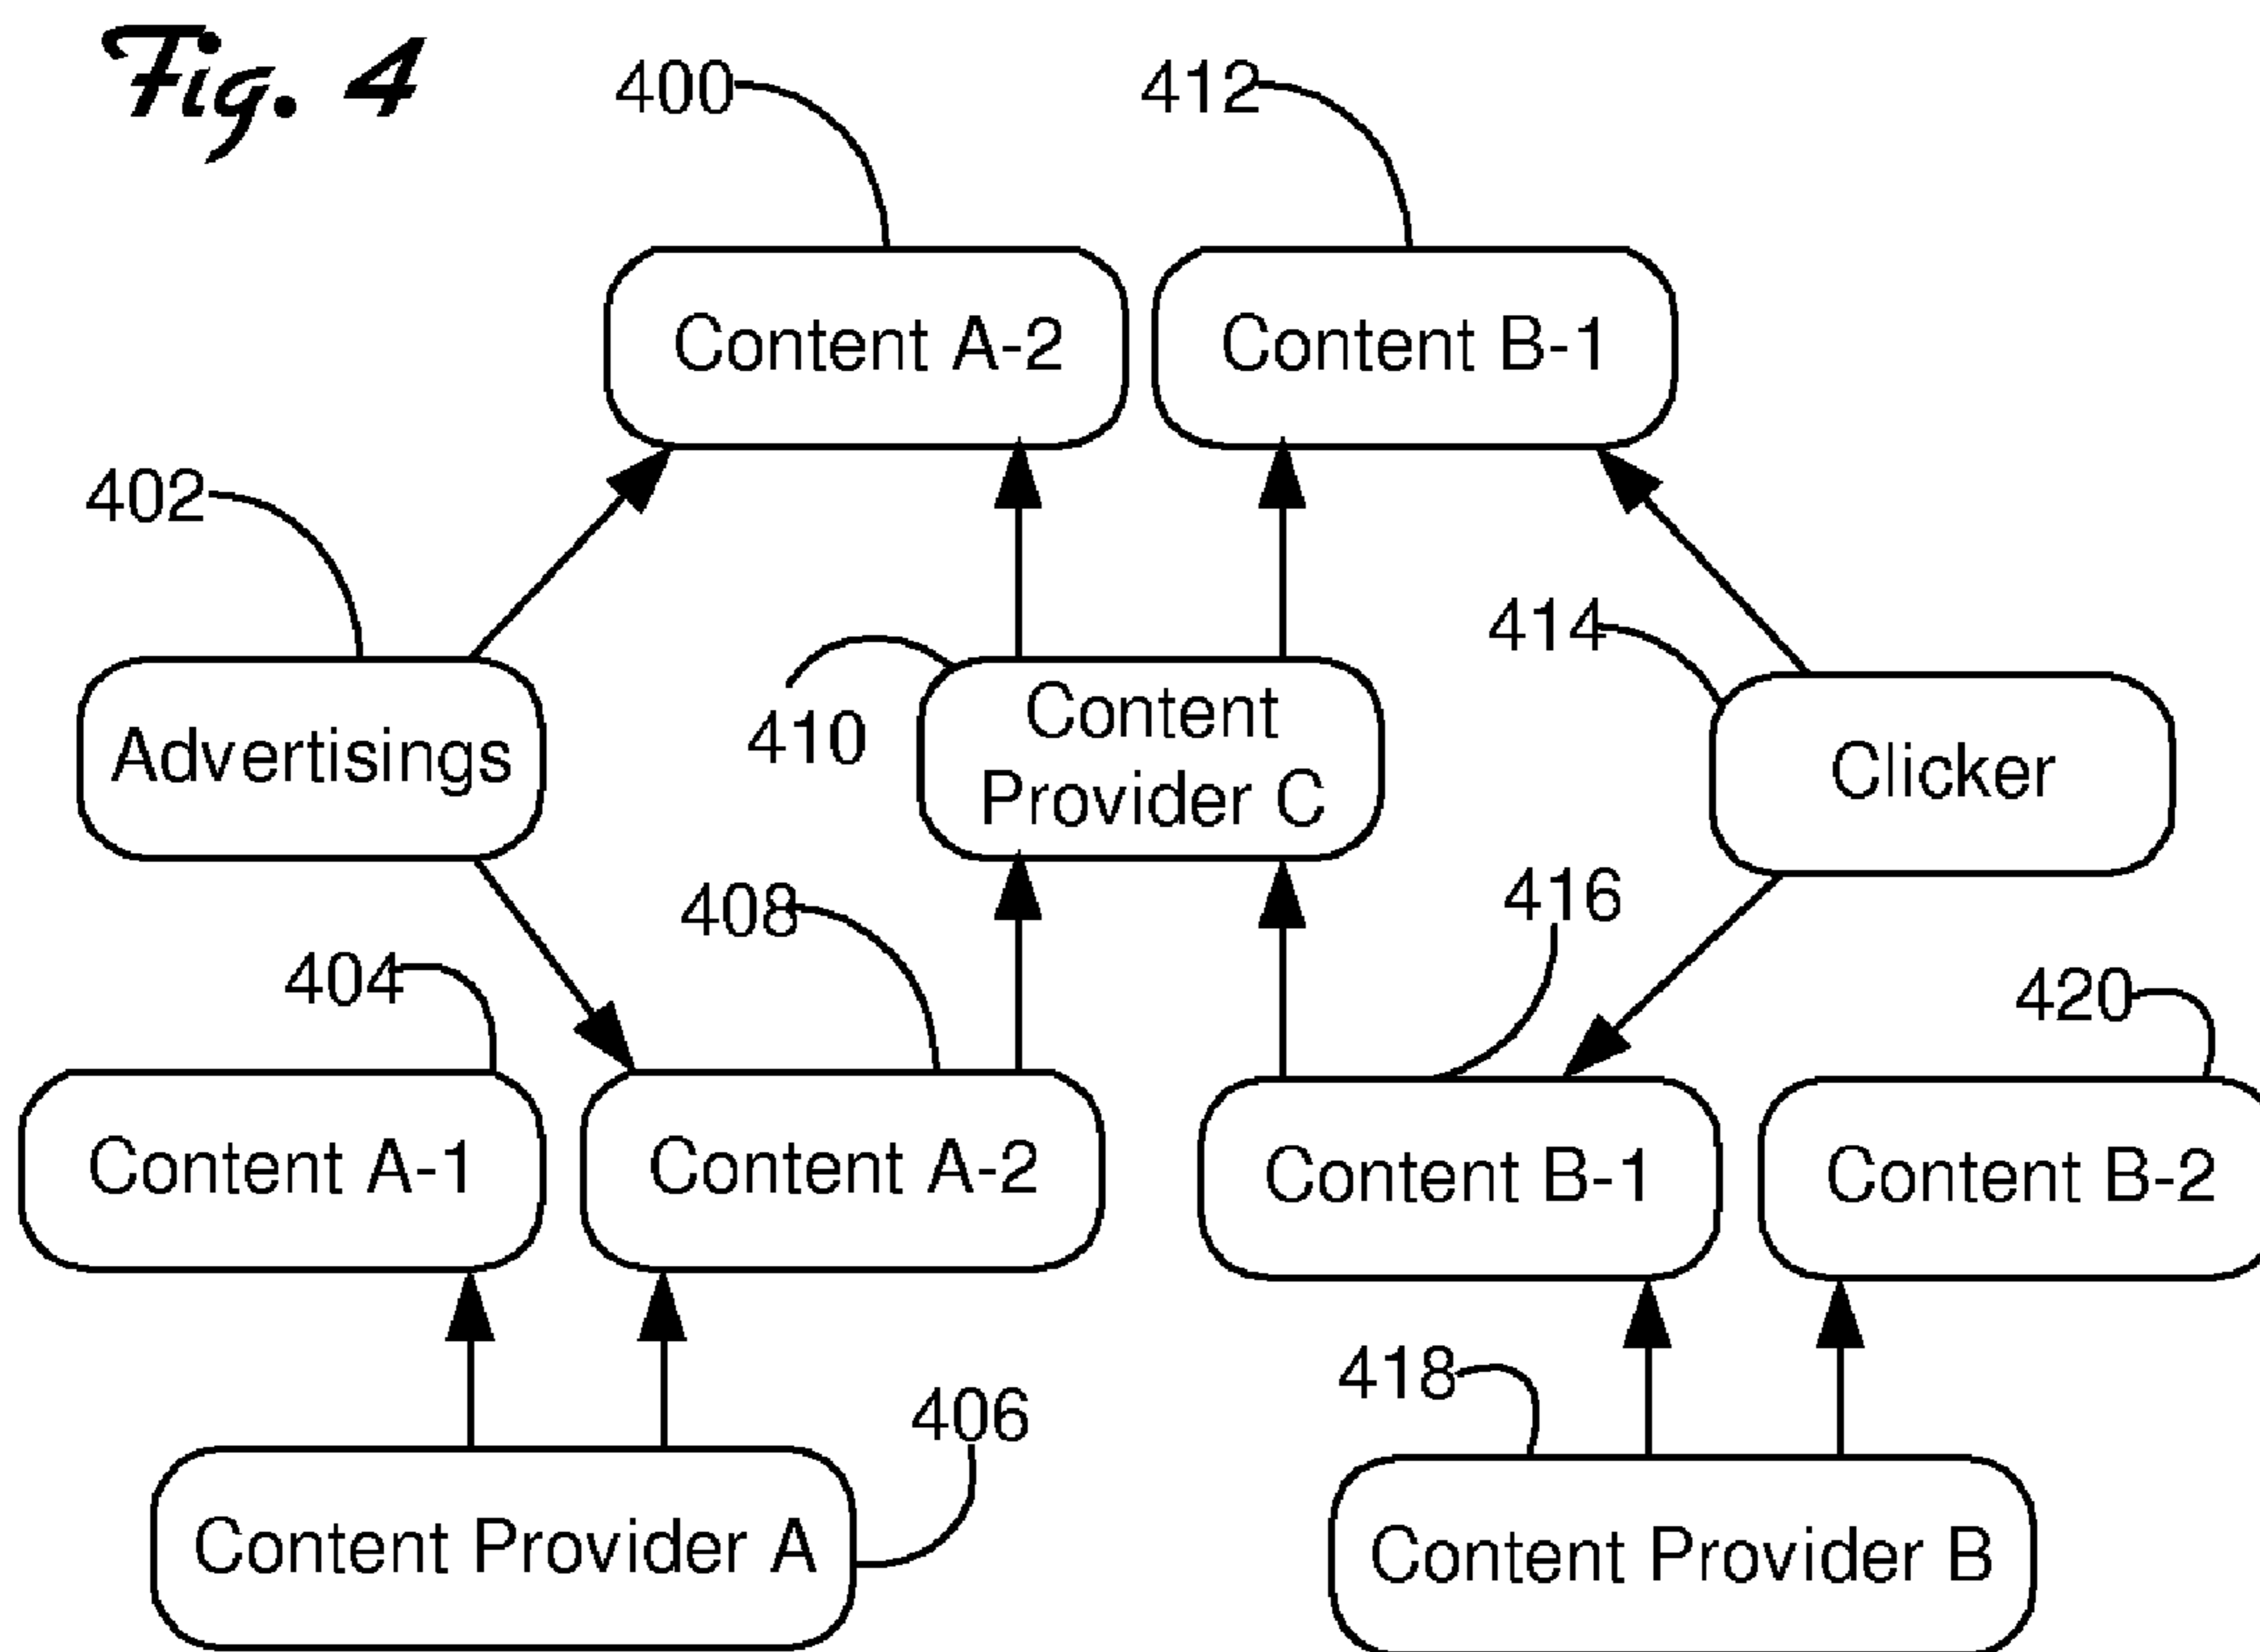 Fig. 4
400
412
Content A-2
Content B-1
402
414
410
Advertisings
Content
Provider C
Clicker
408
416
404
420
Content A-1
Content A-2
Content B-1
Content B-2
406
418
Content Provider A
Content Provider B